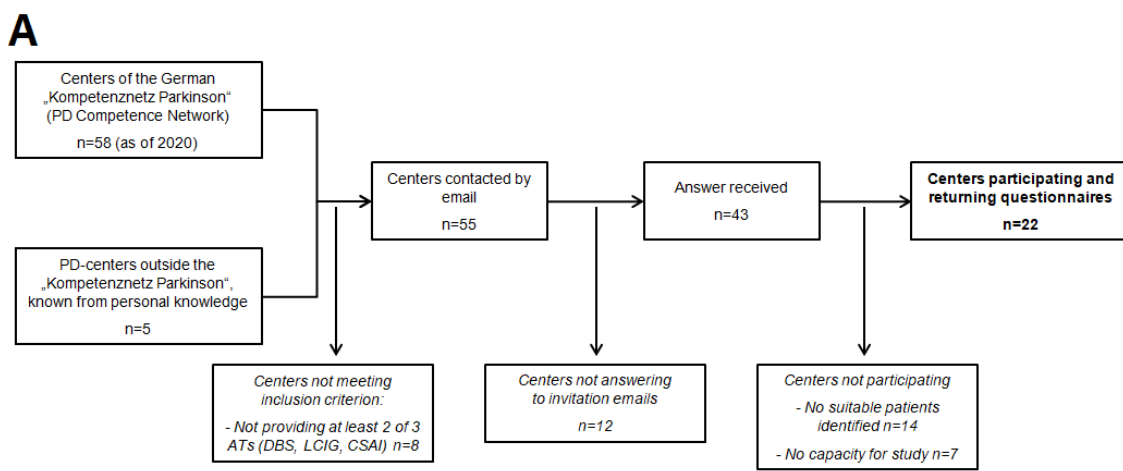 A
Centers of the German
„Kompetenznetz Parkinson“
(PD Competence Network)
n=58 (as of 2020)
PD-centers outside the
„Kompetenznetz Parkinson“,
known from personal knowledge
n=5
Centers contacted by
email
n=55
Answer received
n=43
Centers participating and
returning questionnaires
n=22
Centers not meeting
inclusion criterion:
- Not providing at least 2 of 3
ATs (DBS, LCIG, CSAI) n=8
Centers not answering
to invitation emails
n=12
Centers not participating
- No suitable patients
identified n=14
- No capacity for study n=7